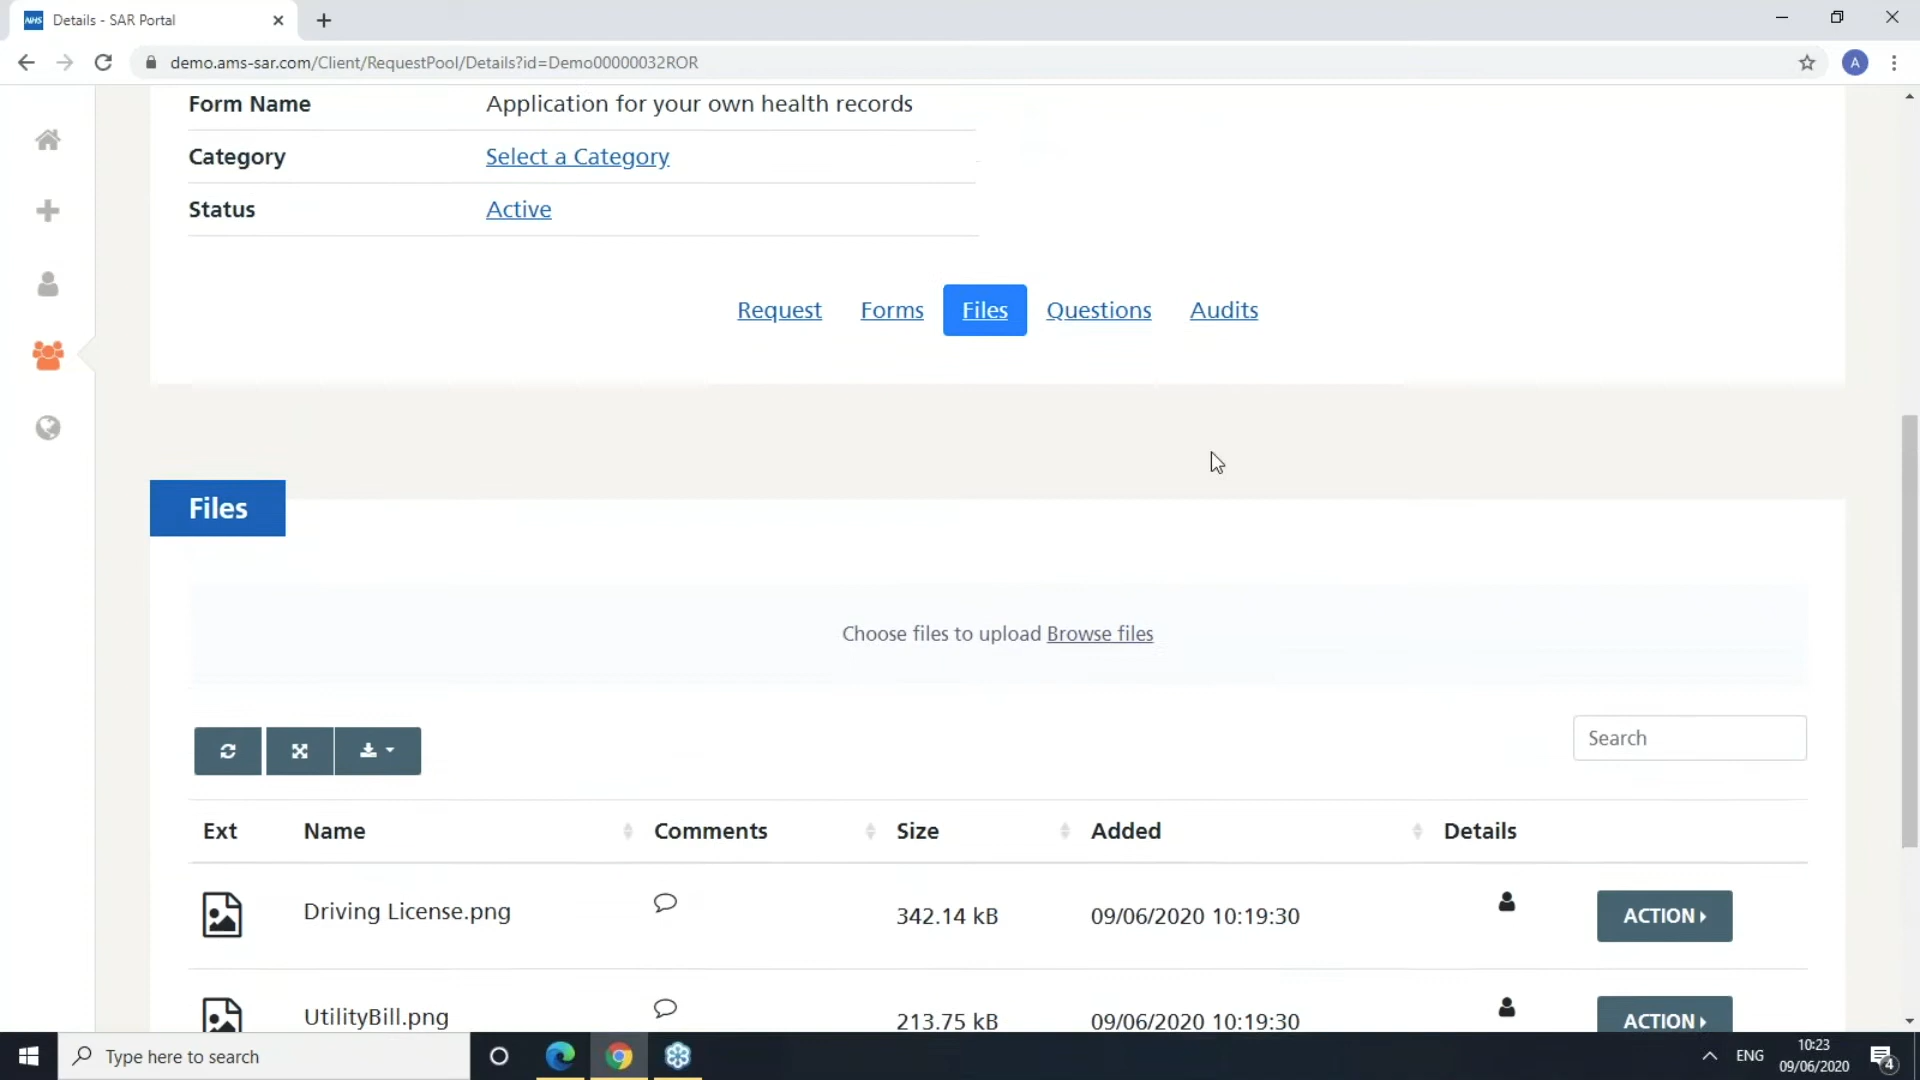 NHS Details - SAR Portal
demo.ams-sar.com/Client/RequestPool/Details?id=Demo00000032ROR
A
Form Name Application for your own health records
Category Select a Category
Status Active
Request Forms Files Questions Audits
Files
Choose files to upload Browse files
Search
Ext Name Comments Size Added Details
Driving License.png 342.14 kB 09/06/2020 10:19:30 ACTION
UtilityBill.png 213.75 kB 09/06/2020 10:19:30 ACTION
Type here to search
ENG
10:23
09/06/2020
4